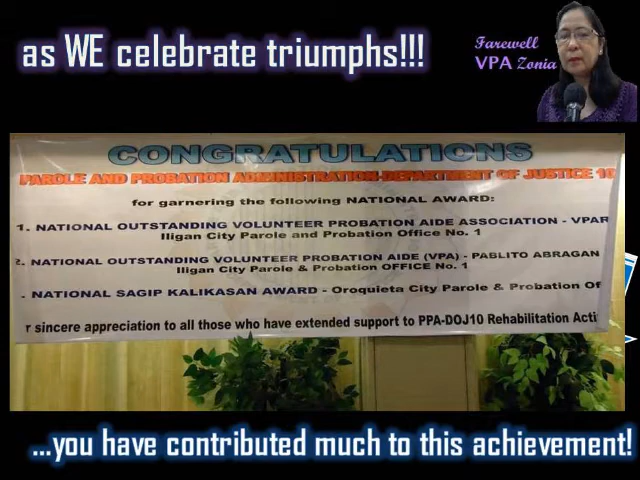 as WE celebrate triumphs!!!
Farewell
VPA Zonia
CONGRATULATIONS
PAROLE AND PROBATION ADMINISTRATION-DEPARTMENT OF JUSTICE 10
for garnering the following NATIONAL AWARD:
1. NATIONAL OUTSTANDING VOLUNTEER PROBATION AIDE ASSOCIATION - VPAR
Iligan City Parole and Probation Office No. 1
2. NATIONAL OUTSTANDING VOLUNTEER PROBATION AIDE (VPA) - PABLITO ABRAGAN
Iligan City Parole & Probation OFFICE No. 1
. NATIONAL SAGIP KALIKASAN AWARD - Oroquieta City Parole & Probation Of
r sincere appreciation to all those who have extended support to PPA-DOJ10 Rehabilitation Acti
...you have contributed much to this achievement!